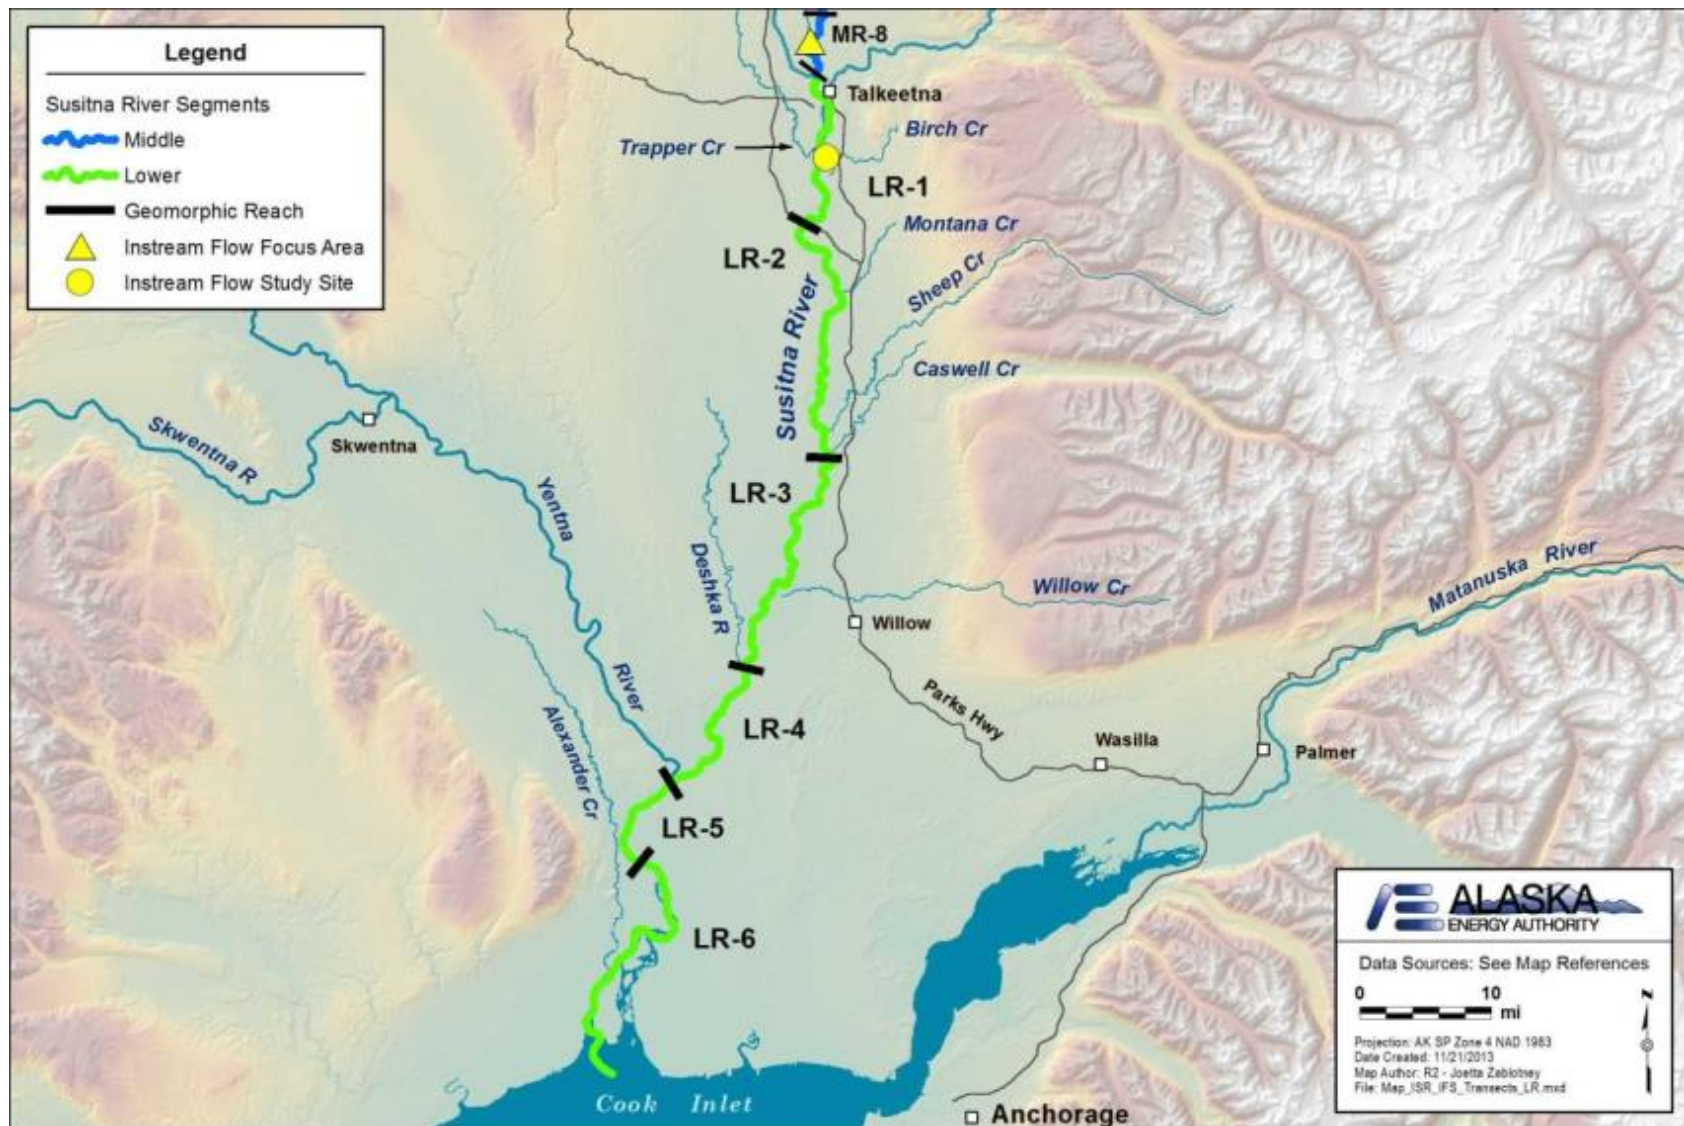 Legend
Susitna River Segments
Middle
Lower
Geomorphic Reach
Instream Flow Focus Area
Instream Flow Study Site
MR-8
Talkeetna
Birch Cr
Trapper Cr
LR-1
Montana Cr
LR-2
Sheep Cr
Susitna River
Caswell Cr
Skwentna R
Skwentna
Yentna
River
LR-3
Deshka R
Willow Cr
Matanuska River
Willow
Parks Hwy
Alexander Cr
LR-4
Wasilla
Palmer
LR-5
LR-6
Cook Inlet
Anchorage
ALASKA
ENERGY AUTHORITY
Data Sources: See Map References
0 10
mi
N
Projection: AK SP Zone 4 NAD 1983
Date Created: 11/21/2013
Map Author: R2 - Joetta Zablotney
File: Map_ISR_IFS_Transects_LR.mxd